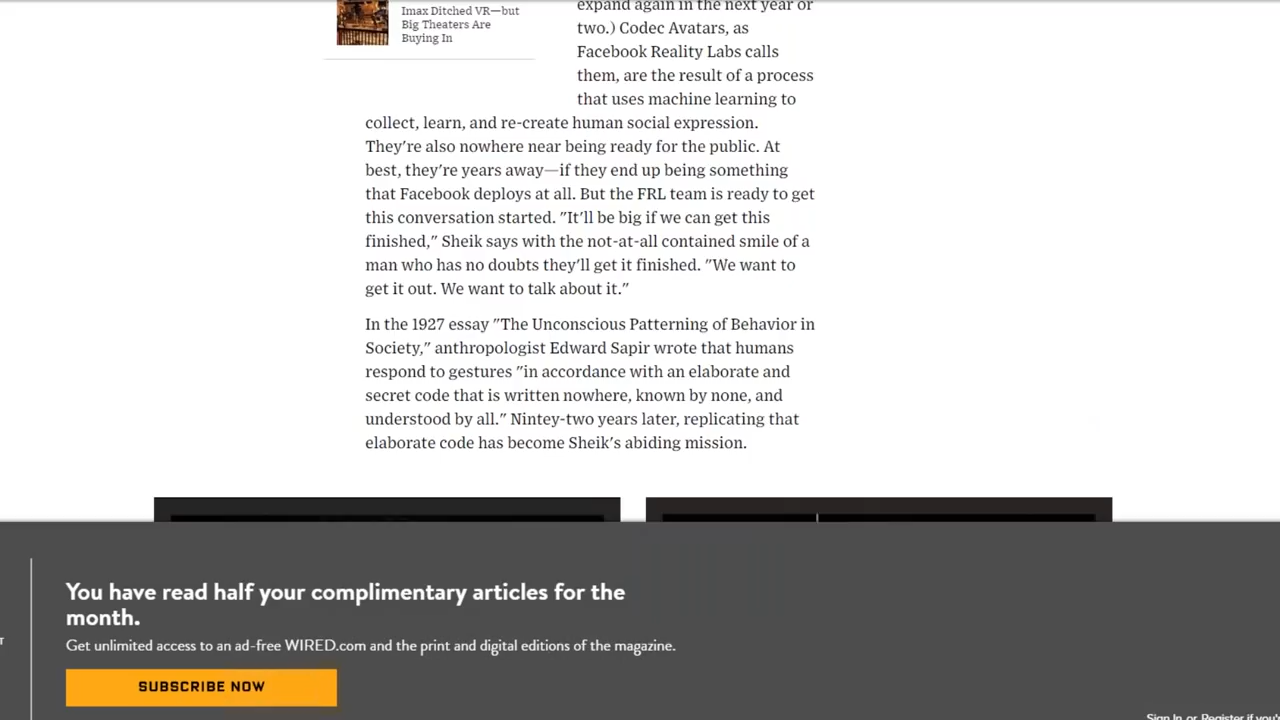 Imax Ditched VR—but
Big Theaters Are
Buying In
expand again in the next year or
two.) Codec Avatars, as
Facebook Reality Labs calls
them, are the result of a process
that uses machine learning to
collect, learn, and re-create human social expression.
They're also nowhere near being ready for the public. At
best, they're years away—if they end up being something
that Facebook deploys at all. But the FRL team is ready to get
this conversation started. "It'll be big if we can get this
finished," Sheik says with the not-at-all contained smile of a
man who has no doubts they'll get it finished. "We want to
get it out. We want to talk about it."
In the 1927 essay "The Unconscious Patterning of Behavior in
Society," anthropologist Edward Sapir wrote that humans
respond to gestures "in accordance with an elaborate and
secret code that is written nowhere, known by none, and
understood by all." Nintey-two years later, replicating that
elaborate code has become Sheik's abiding mission.
You have read half your complimentary articles for the
month.
Get unlimited access to an ad-free WIRED.com and the print and digital editions of the magazine.
SUBSCRIBE NOW
Sign In or Register if you'